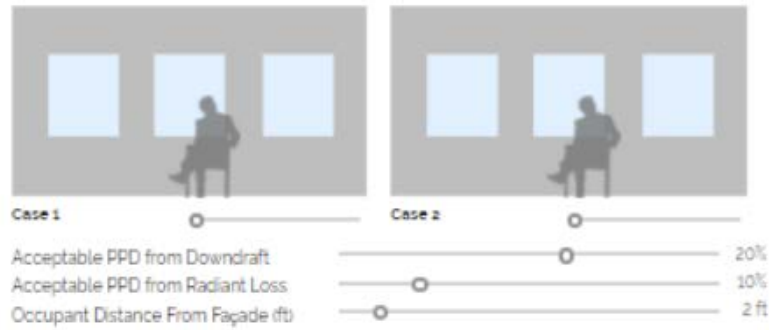 Case 1
Case 2
Acceptable PPD from Downdraft 20%
Acceptable PPD from Radiant Loss 10%
Occupant Distance From Façade (ft) 2 ft